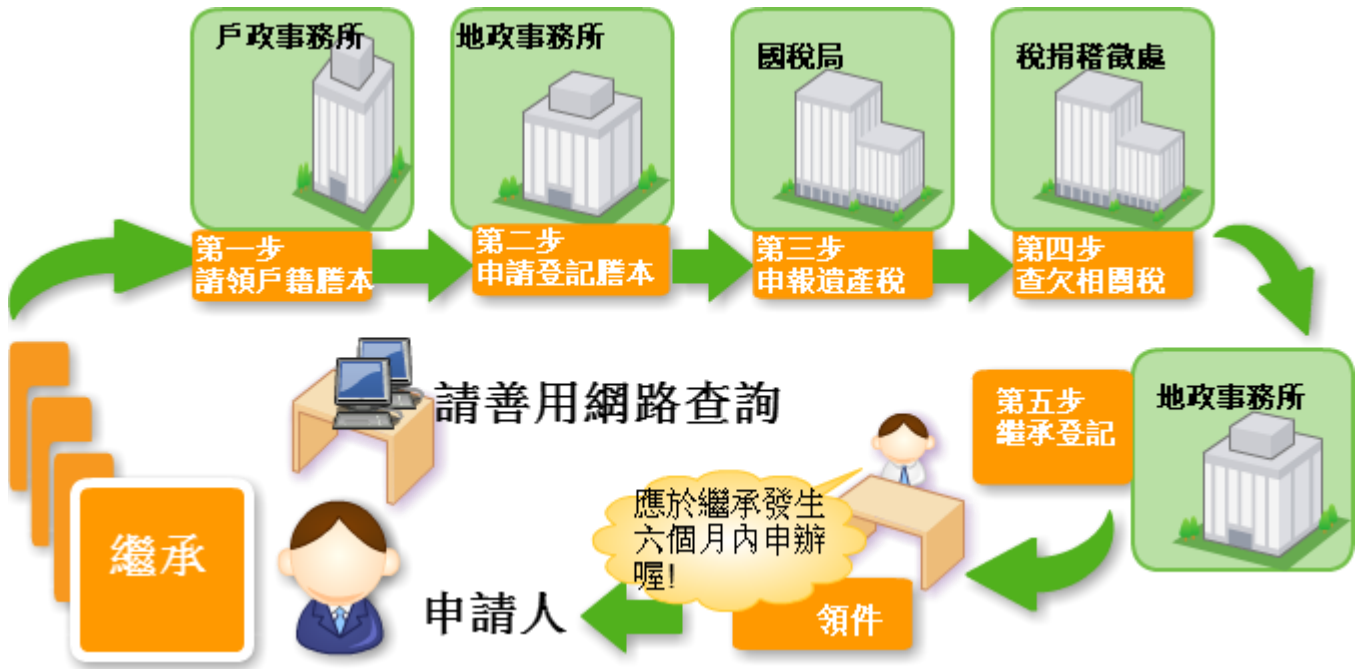 戶政事務所
地政事務所
國稅局
稅捐稽徵處
第一步
請領戶籍謄本
第二步
申請登記謄本
第三步
申報遺產稅
第四步
查欠相關稅
地政事務所
第五步
繼承登記
請善用網路查詢
應於繼承發生
六個月內申辦
喔!
繼承
申請人
領件